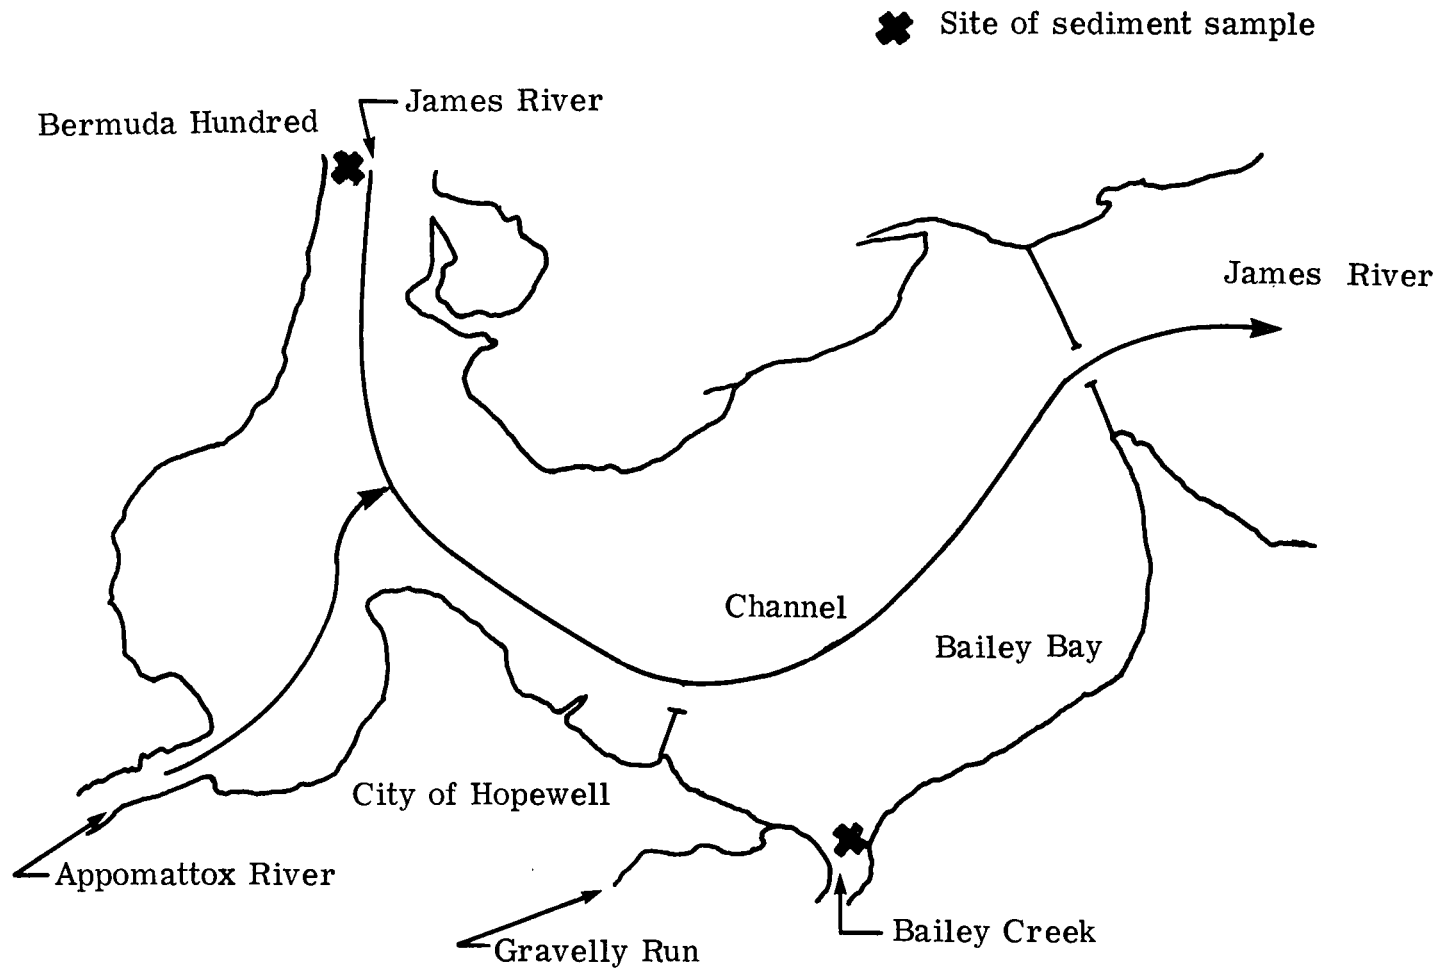 Site of sediment sample
James River
Bermuda Hundred
James River
Channel
Bailey Bay
City of Hopewell
Appomattox River
Bailey Creek
Gravelly Run